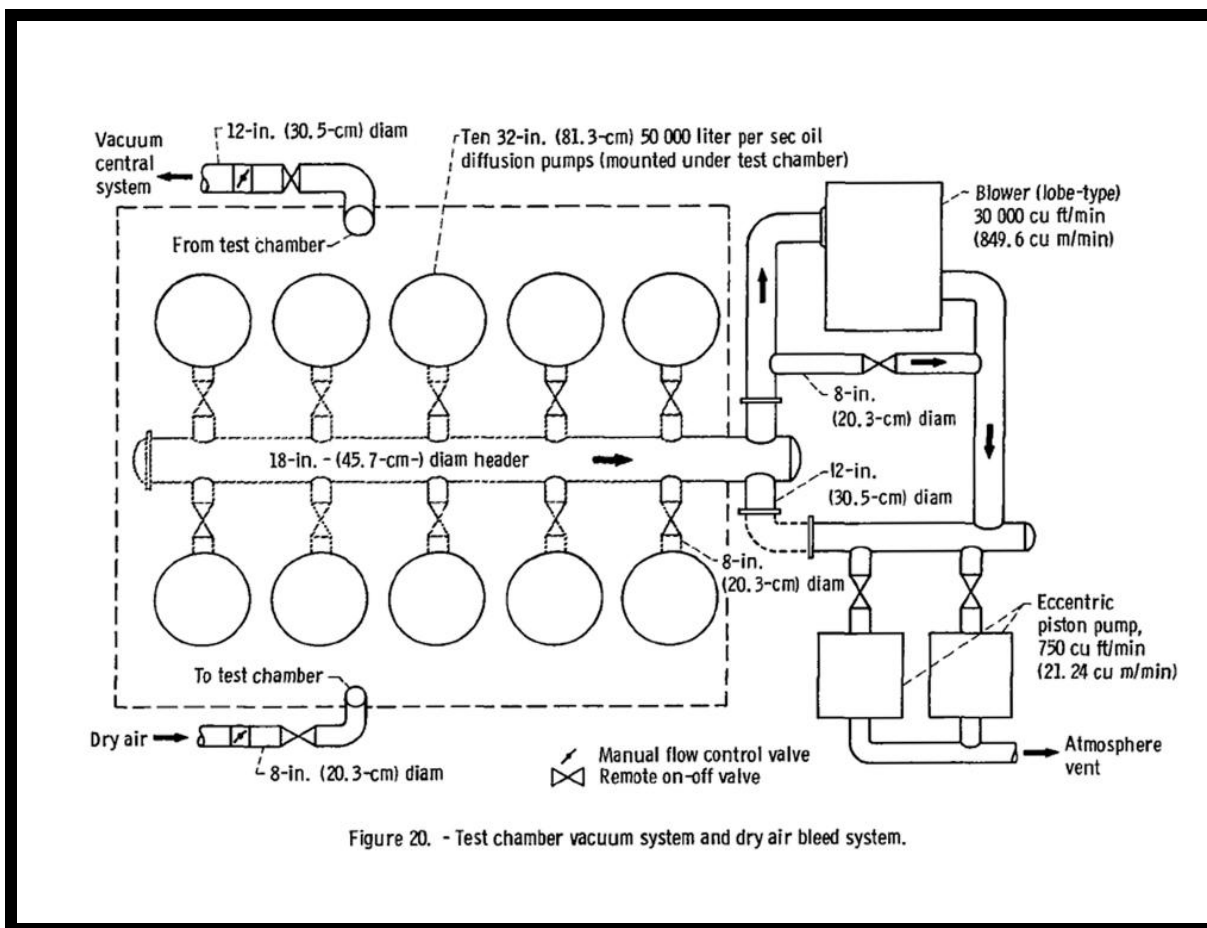 Vacuum
central
system
12-in. (30.5-cm) diam
From test chamber
Ten 32-in. (81.3-cm) 50 000 liter per sec oil
diffusion pumps (mounted under test chamber)
Blower (lobe-type)
30 000 cu ft/min
(849.6 cu m/min)
8-in.
(20.3-cm) diam
18-in. - (45.7-cm-) diam header
12-in.
(30.5-cm) diam
8-in.
(20.3-cm) diam
Eccentric
piston pump,
750 cu ft/min
(21.24 cu m/min)
To test chamber
Dry air
8-in. (20.3-cm) diam
Manual flow control valve
Remote on-off valve
Atmosphere
vent
Figure 20. - Test chamber vacuum system and dry air bleed system.